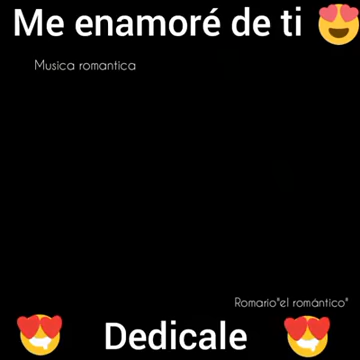 Me enamoré de ti 😍
Musica romantica
Romario"el romántico"
😍 Dedicale 😍